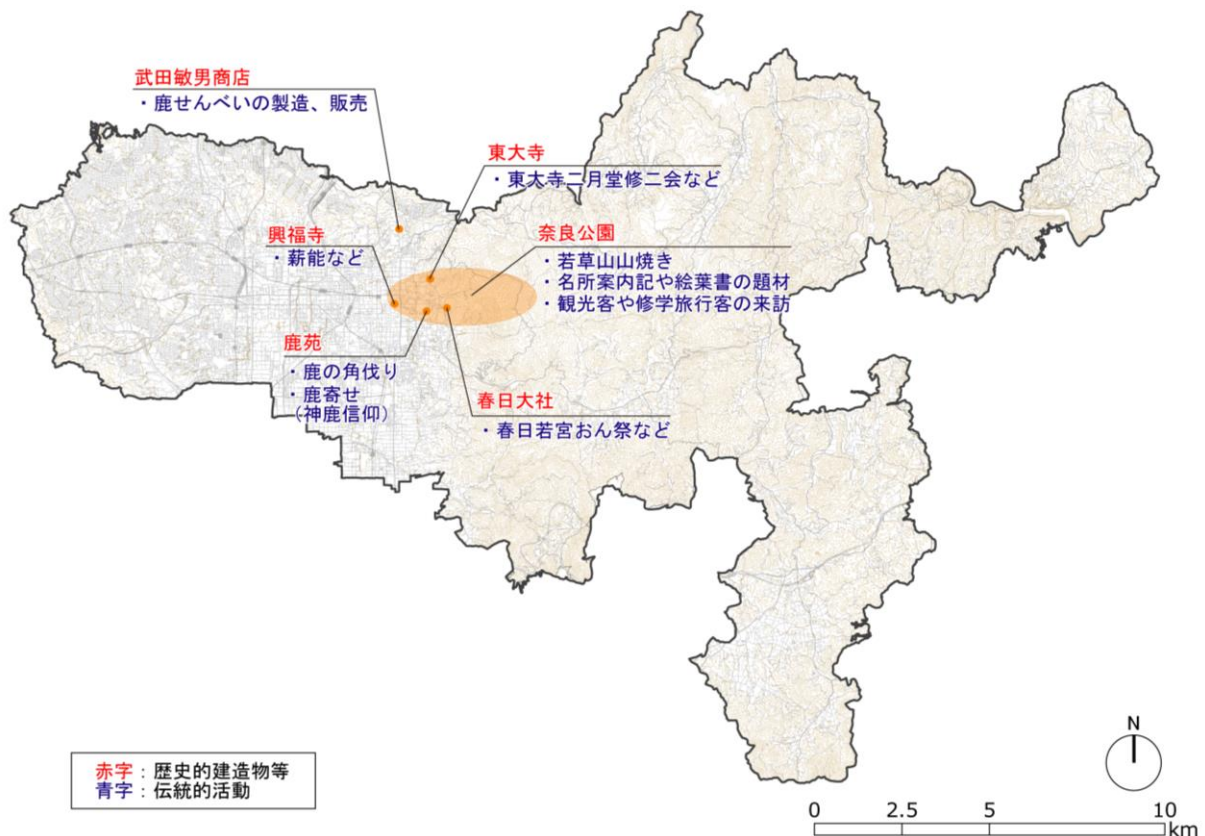 武田敏男商店
・鹿せんべいの製造、販売
東大寺
・東大寺二月堂修二会など
興福寺
・薪能など
奈良公園
・若草山山焼き
・名所案内記や絵葉書の題材
・観光客や修学旅行客の来訪
鹿苑
・鹿の角伐り
・鹿寄せ
（神鹿信仰）
春日大社
・春日若宮おん祭など
赤字：歴史的建造物等
青字：伝統的活動
N
0 2.5 5 10
km